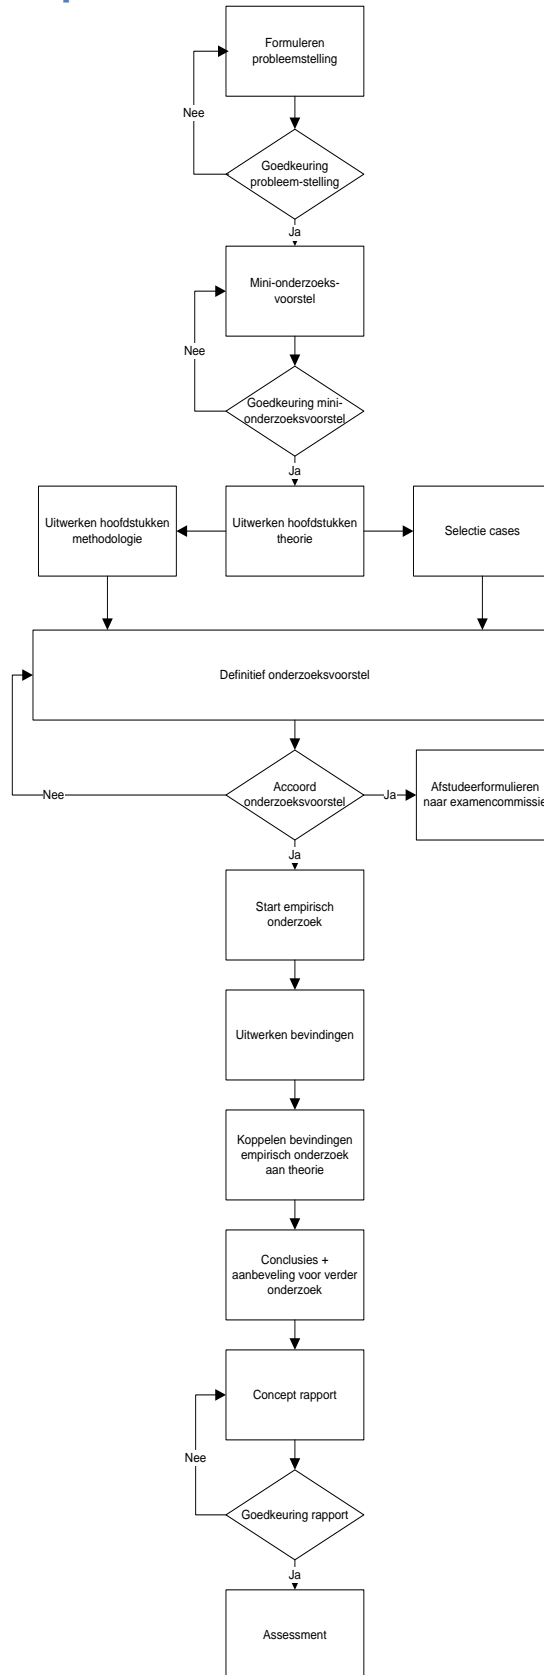 Formuleren
probleemstelling
Nee
Goedkeuring
probleem-stelling
Ja
Mini-onderzoeks-
voorstel
Nee
Goedkeuring mini-
onderzoeksvoorstel
Ja
Uitwerken hoofdstukken
methodologie
Uitwerken hoofdstukken
theorie
Selectie cases
Definitief onderzoeksvoorstel
Nee
Accoord
onderzoeksvoorstel
Ja
Afstudeerformulieren
naar examencommissie
Ja
Start empirisch
onderzoek
Uitwerken bevindingen
Koppelen bevindingen
empirisch onderzoek
aan theorie
Conclusies +
aanbeveling voor verder
onderzoek
Concept rapport
Nee
Goedkeuring rapport
Ja
Assessment